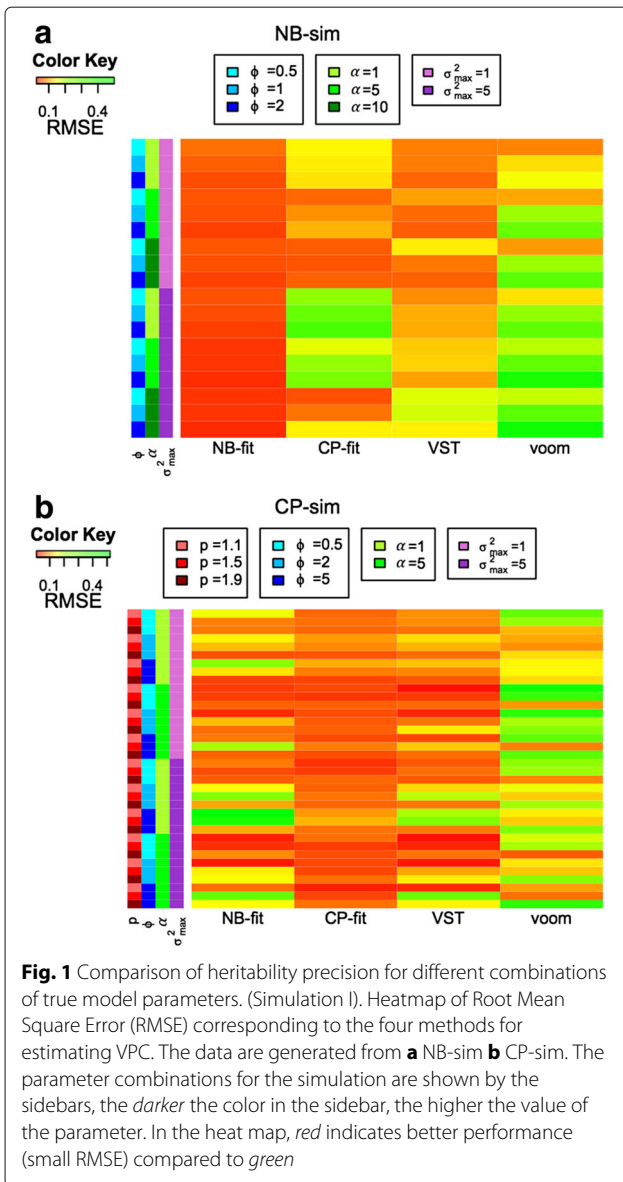 a
NB-sim
Color Key
0.1 0.4
RMSE
ϕ =0.5
ϕ =1
ϕ =2
α=1
α=5
α=10
σ²max =1
σ²max =5
ϕ α σ²max
NB-fit CP-fit VST voom
b
CP-sim
Color Key
0.1 0.4
RMSE
p =1.1
p =1.5
p =1.9
ϕ =0.5
ϕ =2
ϕ =5
α=1
α=5
σ²max =1
σ²max =5
p ϕ α σ²max
NB-fit CP-fit VST voom
Fig. 1 Comparison of heritability precision for different combinations
of true model parameters. (Simulation I). Heatmap of Root Mean
Square Error (RMSE) corresponding to the four methods for
estimating VPC. The data are generated from a NB-sim b CP-sim. The
parameter combinations for the simulation are shown by the
sidebars, the darker the color in the sidebar, the higher the value of
the parameter. In the heat map, red indicates better performance
(small RMSE) compared to green